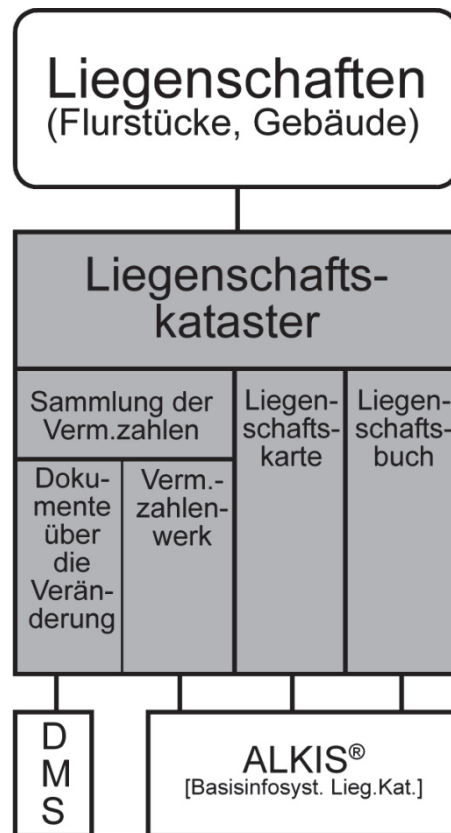 Liegenschaften
(Flurstücke, Gebäude)
Liegenschafts-
kataster
Sammlung der
Verm.zahlen
Doku-
mente
über
die
Verän-
derung
Verm.-
zahlen-
werk
Liegen-
schafts-
karte
Liegen-
schafts-
buch
D
M
S
ALKIS®
[Basisinfosyst. Lieg.Kat.]